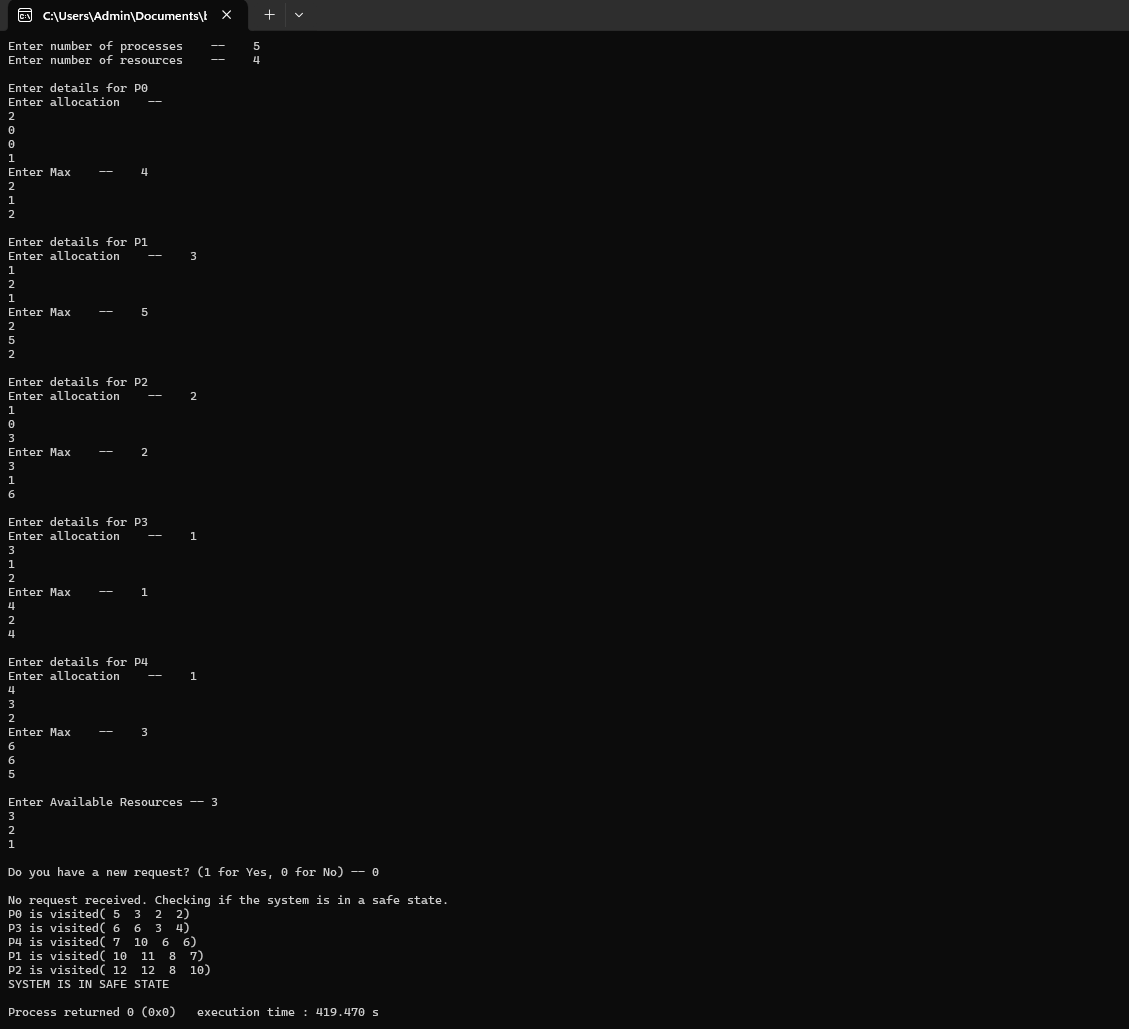 C:\Users\Admin\Documents\b
Enter number of processes    --    5
Enter number of resources    --    4
Enter details for P0
Enter allocation    --
2
0
0
1
Enter Max    --    4
2
1
2
Enter details for P1
Enter allocation    --    3
1
2
1
Enter Max    --    5
2
5
2
Enter details for P2
Enter allocation    --    2
1
0
3
Enter Max    --    2
3
1
6
Enter details for P3
Enter allocation    --    1
3
1
2
Enter Max    --    1
4
2
4
Enter details for P4
Enter allocation    --    1
4
3
2
Enter Max    --    3
6
6
5
Enter Available Resources -- 3
3
2
1
Do you have a new request? (1 for Yes, 0 for No) -- 0
No request received. Checking if the system is in a safe state.
P0 is visited( 5  3  2  2)
P3 is visited( 6  6  3  4)
P4 is visited( 7  10  6  6)
P1 is visited( 10  11  8  7)
P2 is visited( 12  12  8  10)
SYSTEM IS IN SAFE STATE
Process returned 0 (0x0)   execution time : 419.470 s